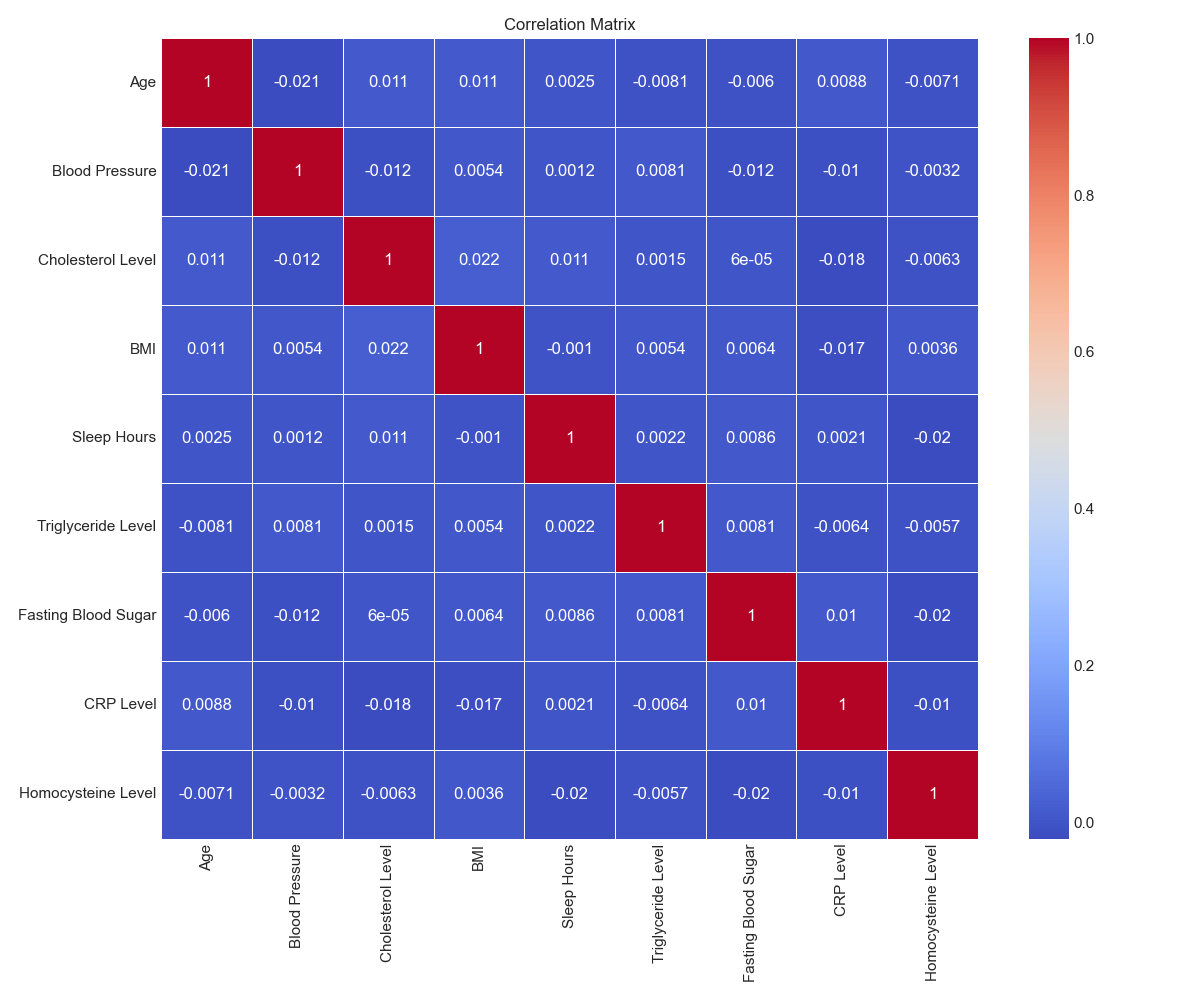 Correlation Matrix
Age 1 -0.021 0.011 0.011 0.0025 -0.0081 -0.006 0.0088 -0.0071
Blood Pressure -0.021 1 -0.012 0.0054 0.0012 0.0081 -0.012 -0.01 -0.0032
Cholesterol Level 0.011 -0.012 1 0.022 0.011 0.0015 6e-05 -0.018 -0.0063
BMI 0.011 0.0054 0.022 1 -0.001 0.0054 0.0064 -0.017 0.0036
Sleep Hours 0.0025 0.0012 0.011 -0.001 1 0.0022 0.0086 0.0021 -0.02
Triglyceride Level -0.0081 0.0081 0.0015 0.0054 0.0022 1 0.0081 -0.0064 -0.0057
Fasting Blood Sugar -0.006 -0.012 6e-05 0.0064 0.0086 0.0081 1 0.01 -0.02
CRP Level 0.0088 -0.01 -0.018 -0.017 0.0021 -0.0064 0.01 1 -0.01
Homocysteine Level -0.0071 -0.0032 -0.0063 0.0036 -0.02 -0.0057 -0.02 -0.01 1
Age
Blood Pressure
Cholesterol Level
BMI
Sleep Hours
Triglyceride Level
Fasting Blood Sugar
CRP Level
Homocysteine Level
1.0
0.8
0.6
0.4
0.2
0.0